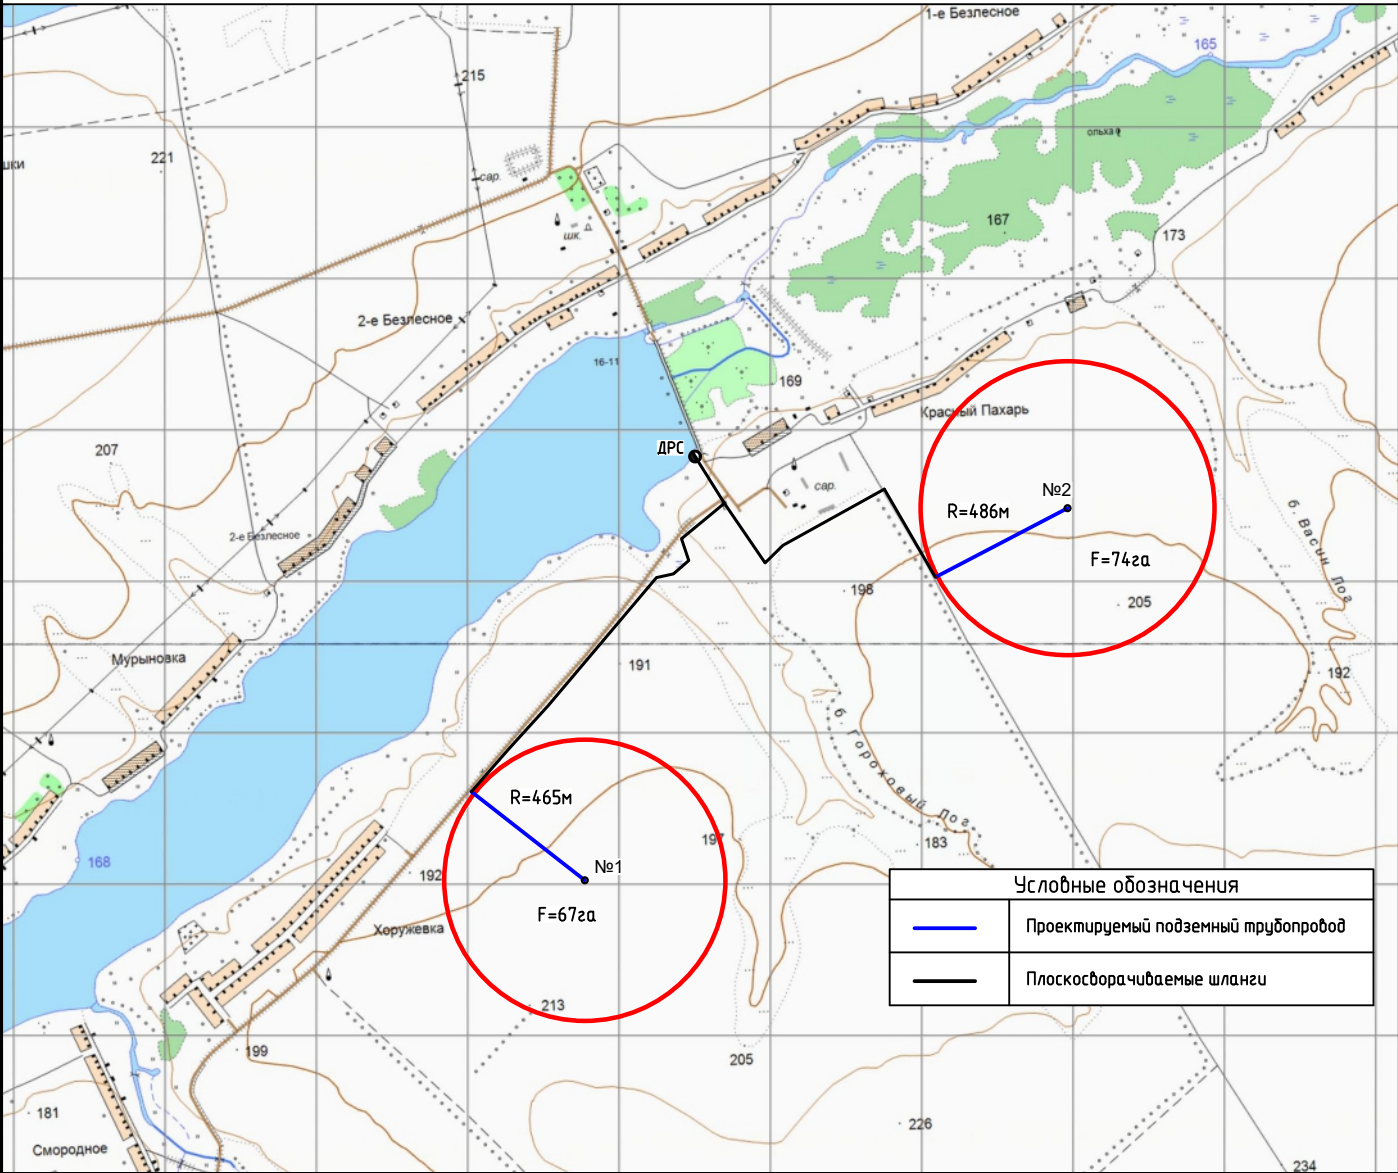 1-е Безлесное
165
215
ольха
221
шки
сар.
167
173
шк.
2-е Безлесное
16-11
169
Красный Пахарь
207
ДРС
сар.
№2
R=486м
б. Васин Лог
2-е Безлесное
F=74га
198
205
Мурыновка
191
192
б. Гороховый Лог
R=465м
197
183
168
192
№1
F=67га
Хоружевка
Условные обозначения
Проектируемый подземный трубопровод
Плоскосворачиваемые шланги
213
199
205
181
226
Смородное
234